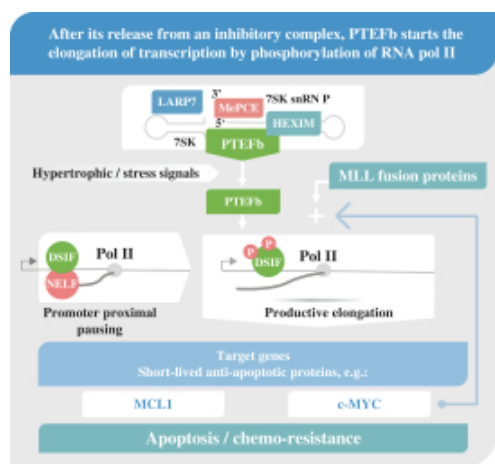 After its release from an inhibitory complex, PTEFb starts the
elongation of transcription by phosphorylation of RNA pol II
LARP7
3'
MePCE
7SK snRN P
5'
HEXIM
7SK
PTEFb
Hypertrophic / stress signals
MLL fusion proteins
PTEFb
+
DSIF
Pol II
NELF
P
P
DSIF
Pol II
Promoter proximal
pausing
Productive elongation
Target genes
Short-lived anti-apoptotic proteins, e.g.:
MCL1
c-MYC
Apoptosis / chemo-resistance